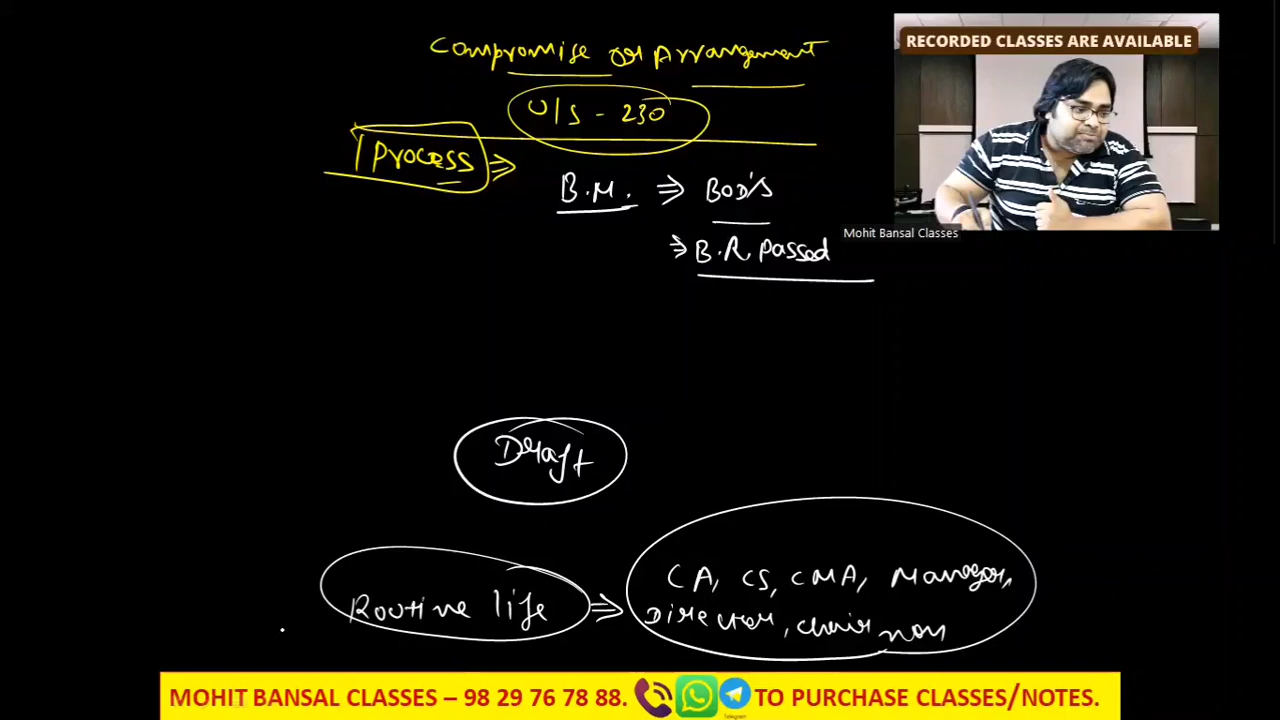 Compromise or Arrangement
U/S - 230
Process ⇒
B.M. ⇒ BOD's
⇒ B.R. Passed
Draft
Routine life ⇒ CA, CS, CMA, Manager,
Director, chairman
RECORDED CLASSES ARE AVAILABLE
Mohit Bansal Classes
MOHIT BANSAL CLASSES – 98 29 76 78 88. TO PURCHASE CLASSES/NOTES.
Telegram